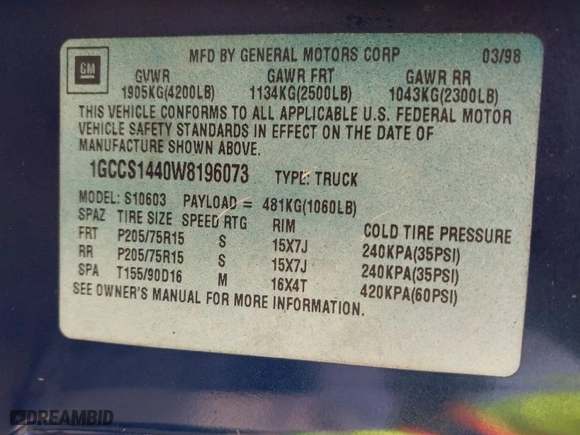 GM
MFD BY GENERAL MOTORS CORP 03/98
GVWR GAWR FRT GAWR RR
1905KG(4200LB) 1134KG(2500LB) 1043KG(2300LB)
THIS VEHICLE CONFORMS TO ALL APPLICABLE U.S. FEDERAL MOTOR
VEHICLE SAFETY STANDARDS IN EFFECT ON THE DATE OF
MANUFACTURE SHOWN ABOVE.
1GCCS1440W8196073 TYPE: TRUCK
MODEL: S10603 PAYLOAD = 481KG(1060LB)
SPAZ TIRE SIZE SPEED RTG RIM COLD TIRE PRESSURE
FRT P205/75R15 S 15X7J 240KPA(35PSI)
RR P205/75R15 S 15X7J 240KPA(35PSI)
SPA T155/90D16 M 16X4T 420KPA(60PSI)
SEE OWNER'S MANUAL FOR MORE INFORMATION.
DREAMBID